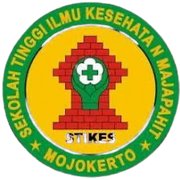 SEKOLAH TINGGI ILMU KESEHATAN MAJAPAHIT
STIKES
MOJOKERTO